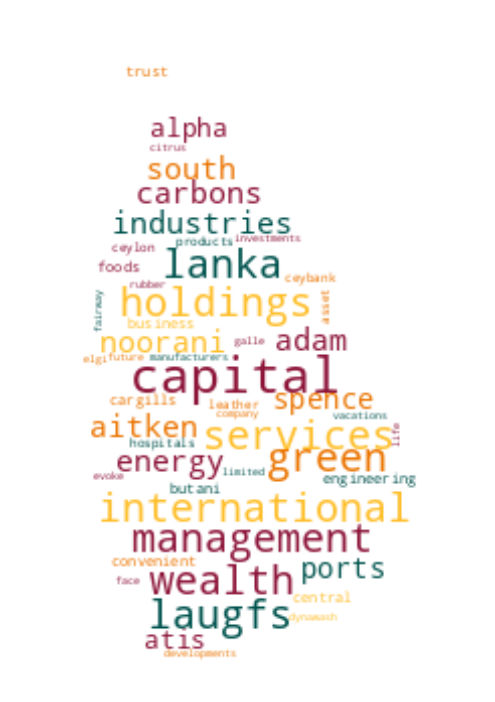 trust
alpha
citrus
south
carbons
industries
products investments
ceylon
lanka
foods
ceybank
rubber
fairway
holdings
asset
business
noorani galle adam
elgi future manufacturers
capital
cargills leather spence
company vacations
aitken services life
hospitals
energy limited green
evoke engineering
butani
international
management
convenient ports
face wealth
central
laugfs dynawash
atis
developments